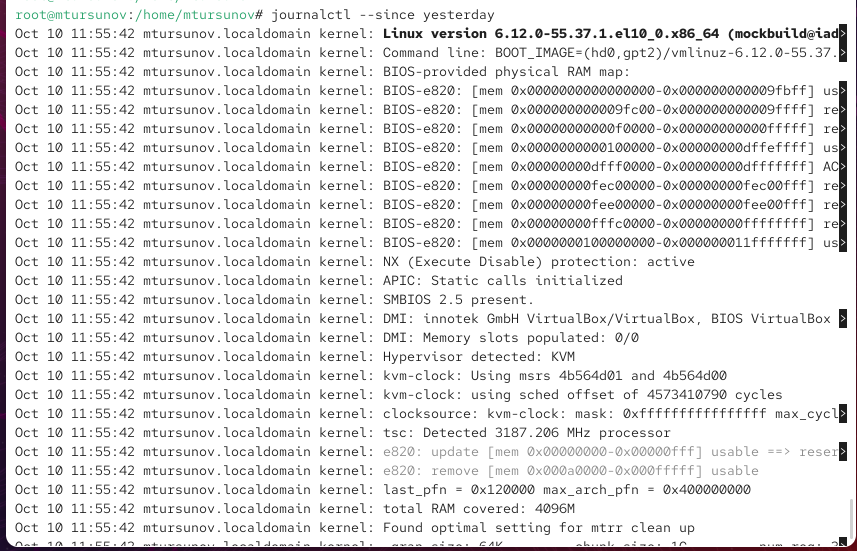 root@mtursunov:/home/mtursunov# journalctl --since yesterday
Oct 10 11:55:42 mtursunov.localdomain kernel: Linux version 6.12.0-55.37.1.el10_0.x86_64 (mockbuild@iad>
Oct 10 11:55:42 mtursunov.localdomain kernel: Command line: BOOT_IMAGE=(hd0,gpt2)/vmlinuz-6.12.0-55.37.>
Oct 10 11:55:42 mtursunov.localdomain kernel: BIOS-provided physical RAM map:
Oct 10 11:55:42 mtursunov.localdomain kernel: BIOS-e820: [mem 0x0000000000000000-0x000000000009fbff] us>
Oct 10 11:55:42 mtursunov.localdomain kernel: BIOS-e820: [mem 0x000000000009fc00-0x000000000009ffff] re>
Oct 10 11:55:42 mtursunov.localdomain kernel: BIOS-e820: [mem 0x00000000000f0000-0x00000000000fffff] re>
Oct 10 11:55:42 mtursunov.localdomain kernel: BIOS-e820: [mem 0x0000000000100000-0x00000000dffeffff] us>
Oct 10 11:55:42 mtursunov.localdomain kernel: BIOS-e820: [mem 0x00000000dfff0000-0x00000000dfffffff] AC>
Oct 10 11:55:42 mtursunov.localdomain kernel: BIOS-e820: [mem 0x00000000fec00000-0x00000000fec00fff] re>
Oct 10 11:55:42 mtursunov.localdomain kernel: BIOS-e820: [mem 0x00000000fee00000-0x00000000fee00fff] re>
Oct 10 11:55:42 mtursunov.localdomain kernel: BIOS-e820: [mem 0x00000000fffc0000-0x00000000ffffffff] re>
Oct 10 11:55:42 mtursunov.localdomain kernel: BIOS-e820: [mem 0x0000000100000000-0x000000011fffffff] us>
Oct 10 11:55:42 mtursunov.localdomain kernel: NX (Execute Disable) protection: active
Oct 10 11:55:42 mtursunov.localdomain kernel: APIC: Static calls initialized
Oct 10 11:55:42 mtursunov.localdomain kernel: SMBIOS 2.5 present.
Oct 10 11:55:42 mtursunov.localdomain kernel: DMI: innotek GmbH VirtualBox/VirtualBox, BIOS VirtualBox >
Oct 10 11:55:42 mtursunov.localdomain kernel: DMI: Memory slots populated: 0/0
Oct 10 11:55:42 mtursunov.localdomain kernel: Hypervisor detected: KVM
Oct 10 11:55:42 mtursunov.localdomain kernel: kvm-clock: Using msrs 4b564d01 and 4b564d00
Oct 10 11:55:42 mtursunov.localdomain kernel: kvm-clock: using sched offset of 4573410790 cycles
Oct 10 11:55:42 mtursunov.localdomain kernel: clocksource: kvm-clock: mask: 0xffffffffffffffff max_cycl>
Oct 10 11:55:42 mtursunov.localdomain kernel: tsc: Detected 3187.206 MHz processor
Oct 10 11:55:42 mtursunov.localdomain kernel: e820: update [mem 0x00000000-0x00000fff] usable ==> reser>
Oct 10 11:55:42 mtursunov.localdomain kernel: e820: remove [mem 0x000a0000-0x000fffff] usable
Oct 10 11:55:42 mtursunov.localdomain kernel: last_pfn = 0x120000 max_arch_pfn = 0x400000000
Oct 10 11:55:42 mtursunov.localdomain kernel: total RAM covered: 4096M
Oct 10 11:55:42 mtursunov.localdomain kernel: Found optimal setting for mtrr clean up